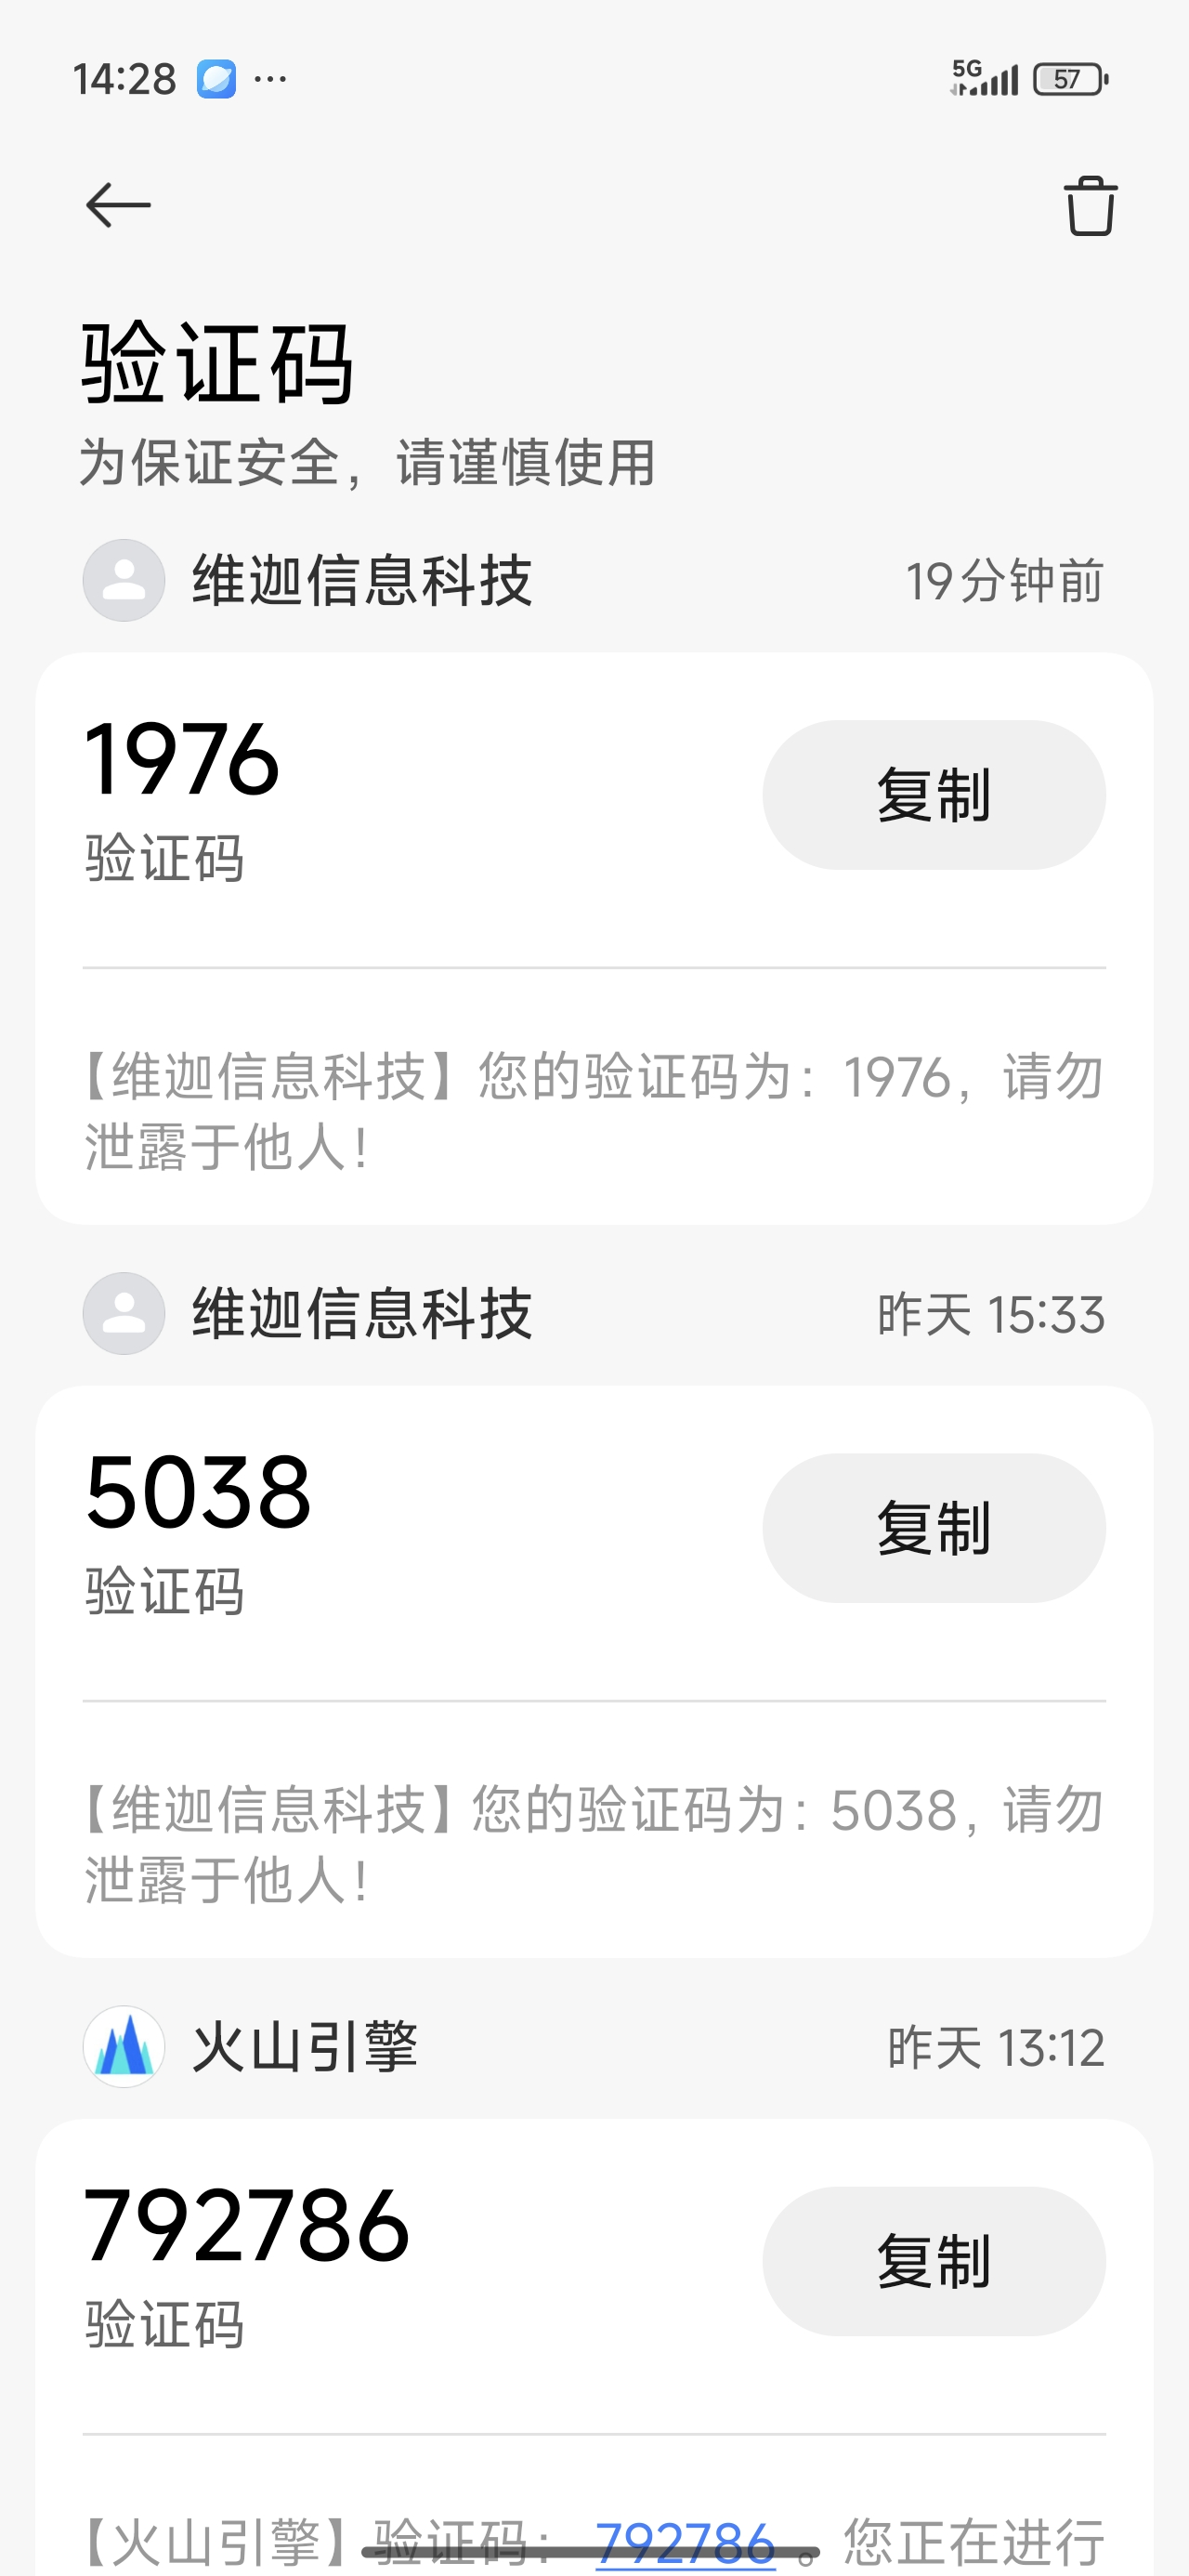 14:28 ...
5G 57
验证码
为保证安全，请谨慎使用
维迦信息科技 19分钟前
1976 复制
验证码
【维迦信息科技】您的验证码为：1976，请勿
泄露于他人！
维迦信息科技 昨天 15:33
5038 复制
验证码
【维迦信息科技】您的验证码为：5038，请勿
泄露于他人！
火山引擎 昨天 13:12
792786 复制
验证码
【火山引擎】验证码：792786。您正在进行